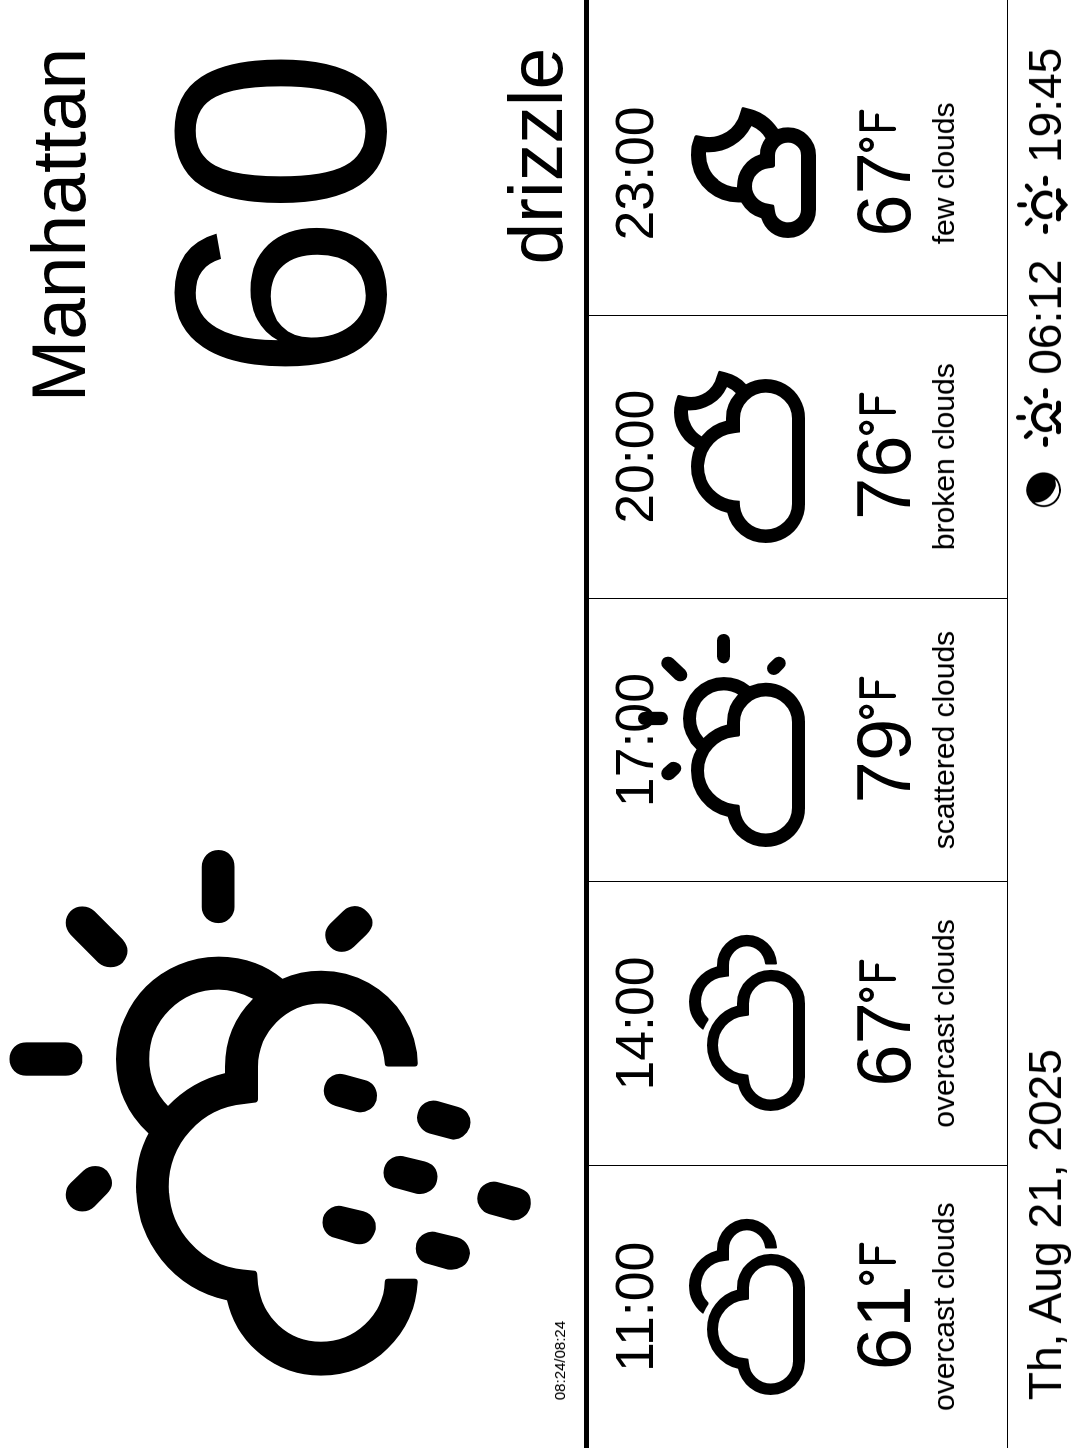 Manhattan
60
08:24/08:24
drizzle
11:00
61°F
overcast clouds
14:00
67°F
overcast clouds
17:00
79°F
scattered clouds
20:00
76°F
broken clouds
23:00
67°F
few clouds
Th, Aug 21, 2025
06:12
19:45